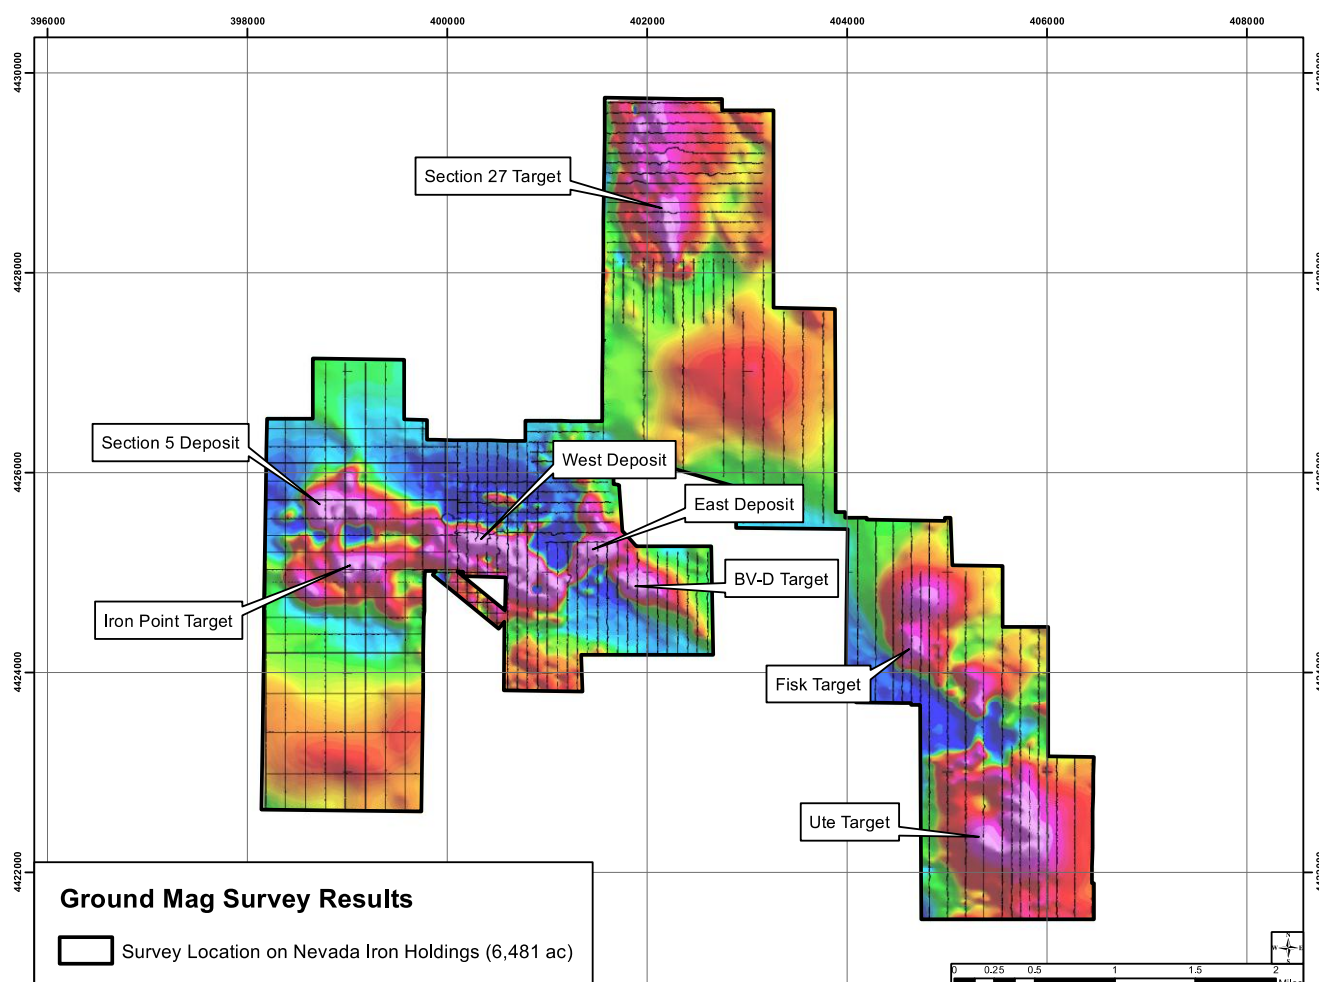 396000 398000 400000 402000 404000 406000 408000
4430000
4428000
4426000
4424000
4422000
Section 27 Target
Section 5 Deposit
West Deposit
East Deposit
BV-D Target
Iron Point Target
Fisk Target
Ute Target
Ground Mag Survey Results
Survey Location on Nevada Iron Holdings (6,481 ac)
N
W E
S
0 0.25 0.5 1 1.5 2
Miles